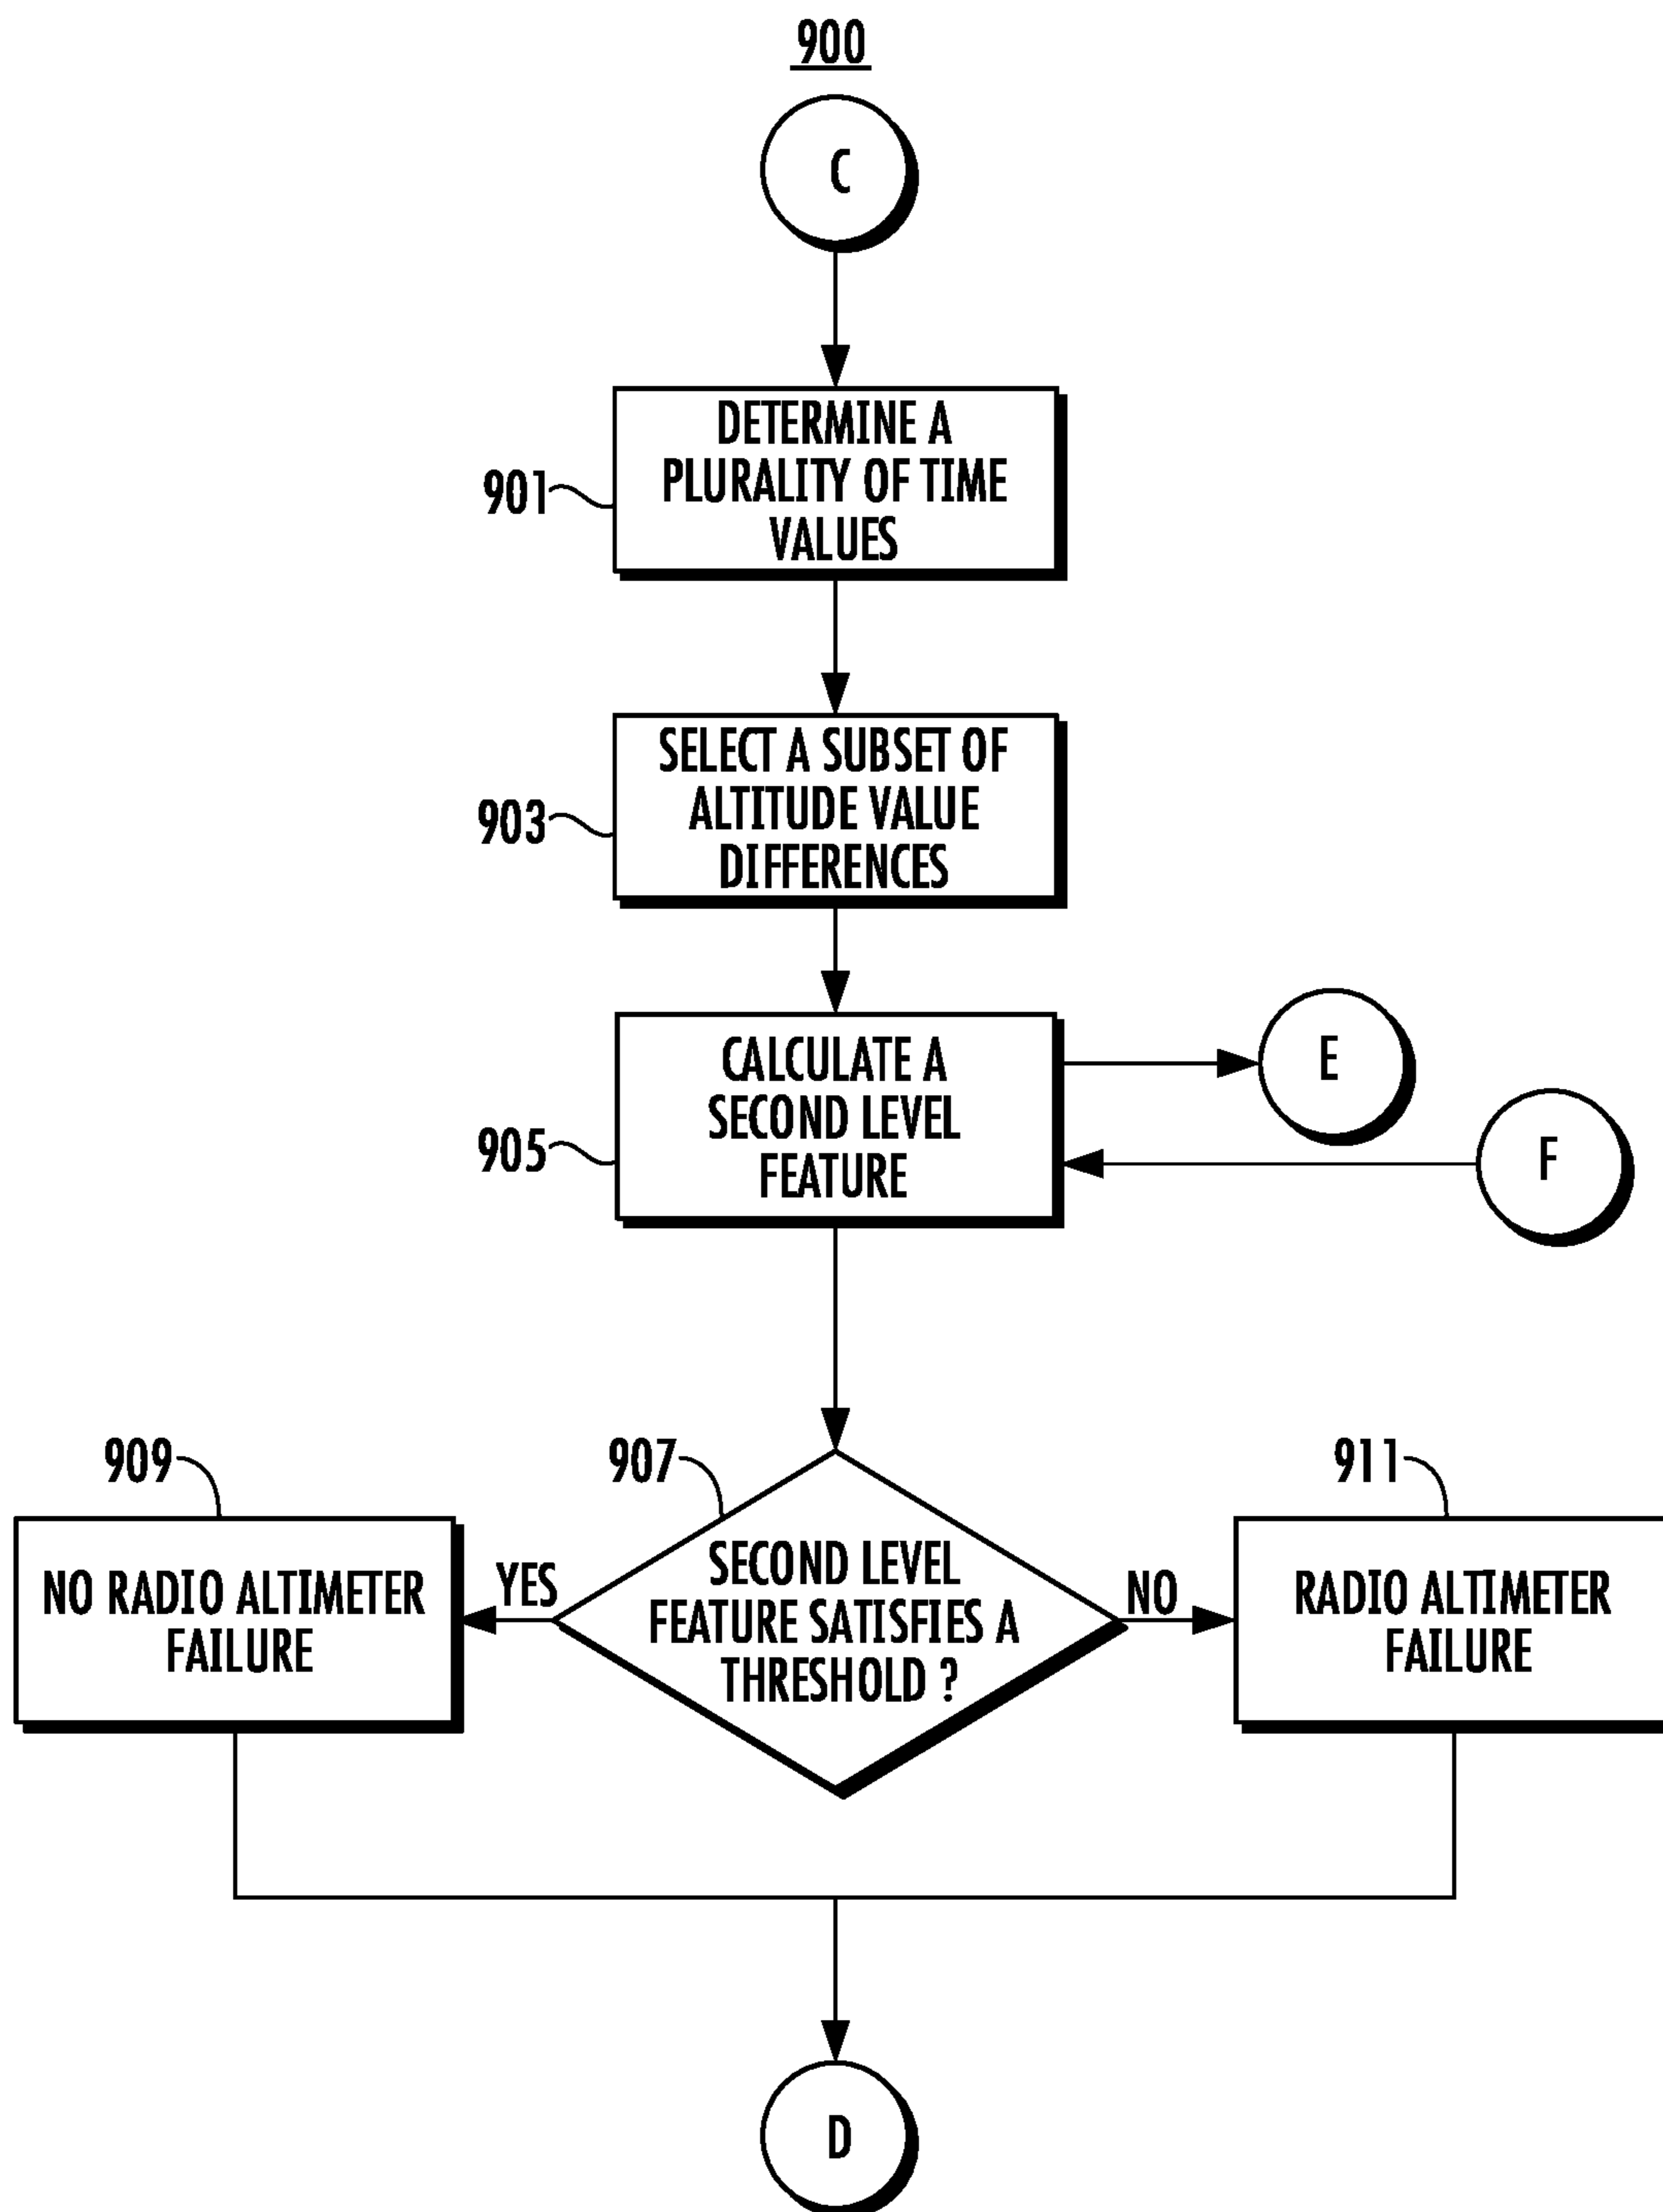 900
C
901
DETERMINE A
PLURALITY OF TIME
VALUES
903
SELECT A SUBSET OF
ALTITUDE VALUE
DIFFERENCES
905
CALCULATE A
SECOND LEVEL
FEATURE
E
F
909
907
911
NO RADIO ALTIMETER
FAILURE
YES
SECOND LEVEL
FEATURE SATISFIES A
THRESHOLD ?
NO
RADIO ALTIMETER
FAILURE
D